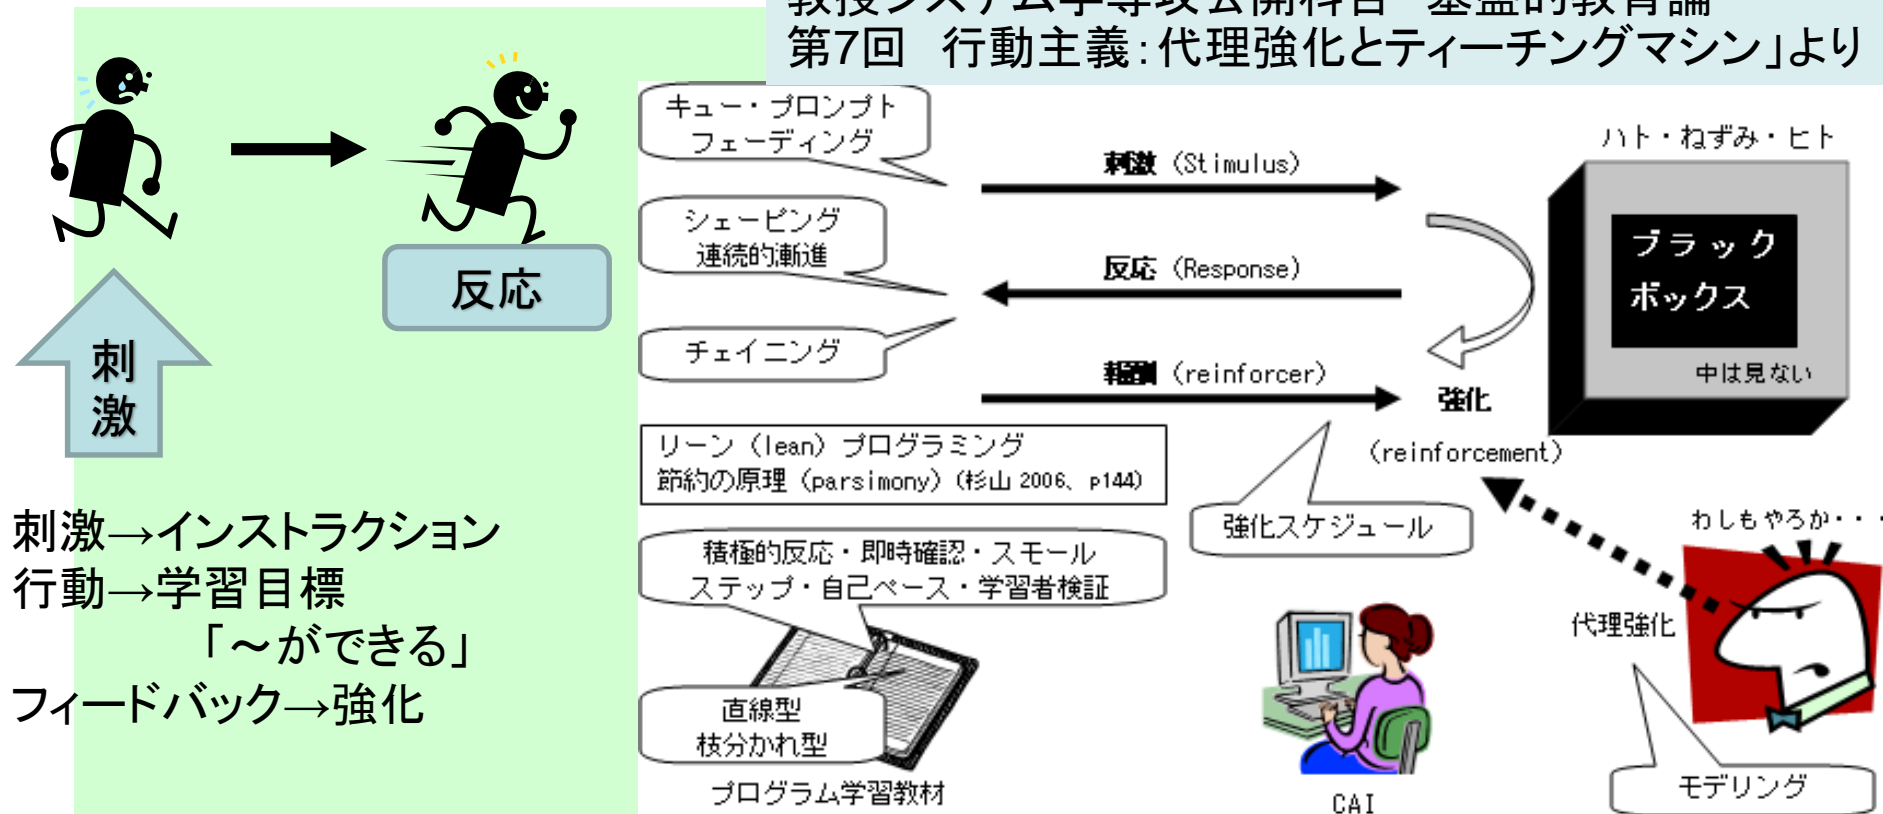 教授システム学専攻公開科目 基盤的教育論
第7回 行動主義：代理強化とティーチングマシン」より
反応
刺
激
刺激→インストラクション
行動→学習目標
「～ができる」
フィードバック→強化
キュー・プロンプト
フェーディング
シェーピング
連続的漸進
チェイニング
刺激 (Stimulus)
反応 (Response)
報酬 (reinforcer)
強化
(reinforcement)
ハト・ねずみ・ヒト
ブラック
ボックス
中は見ない
リーン (lean) プログラミング
節約の原理 (parsimony) (杉山 2006、p144)
強化スケジュール
積極的反応・即時確認・スモール
ステップ・自己ペース・学習者検証
直線型
枝分かれ型
プログラム学習教材
CAI
わしもやろか・・・
代理強化
モデリング